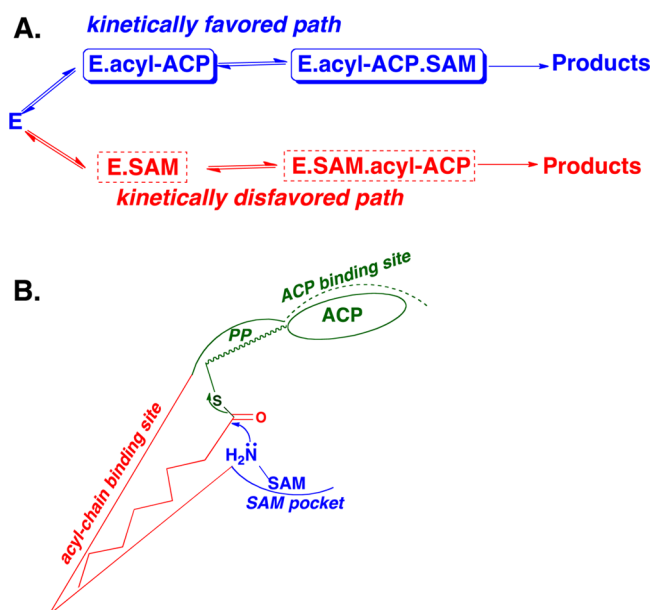 A.
kinetically favored path
E.acyl-ACP
E.acyl-ACP.SAM
Products
E
E.SAM
E.SAM.acyl-ACP
Products
kinetically disfavored path
B.
ACP binding site
ACP
PP
S
O
H₂N
SAM
SAM pocket
acyl-chain binding site